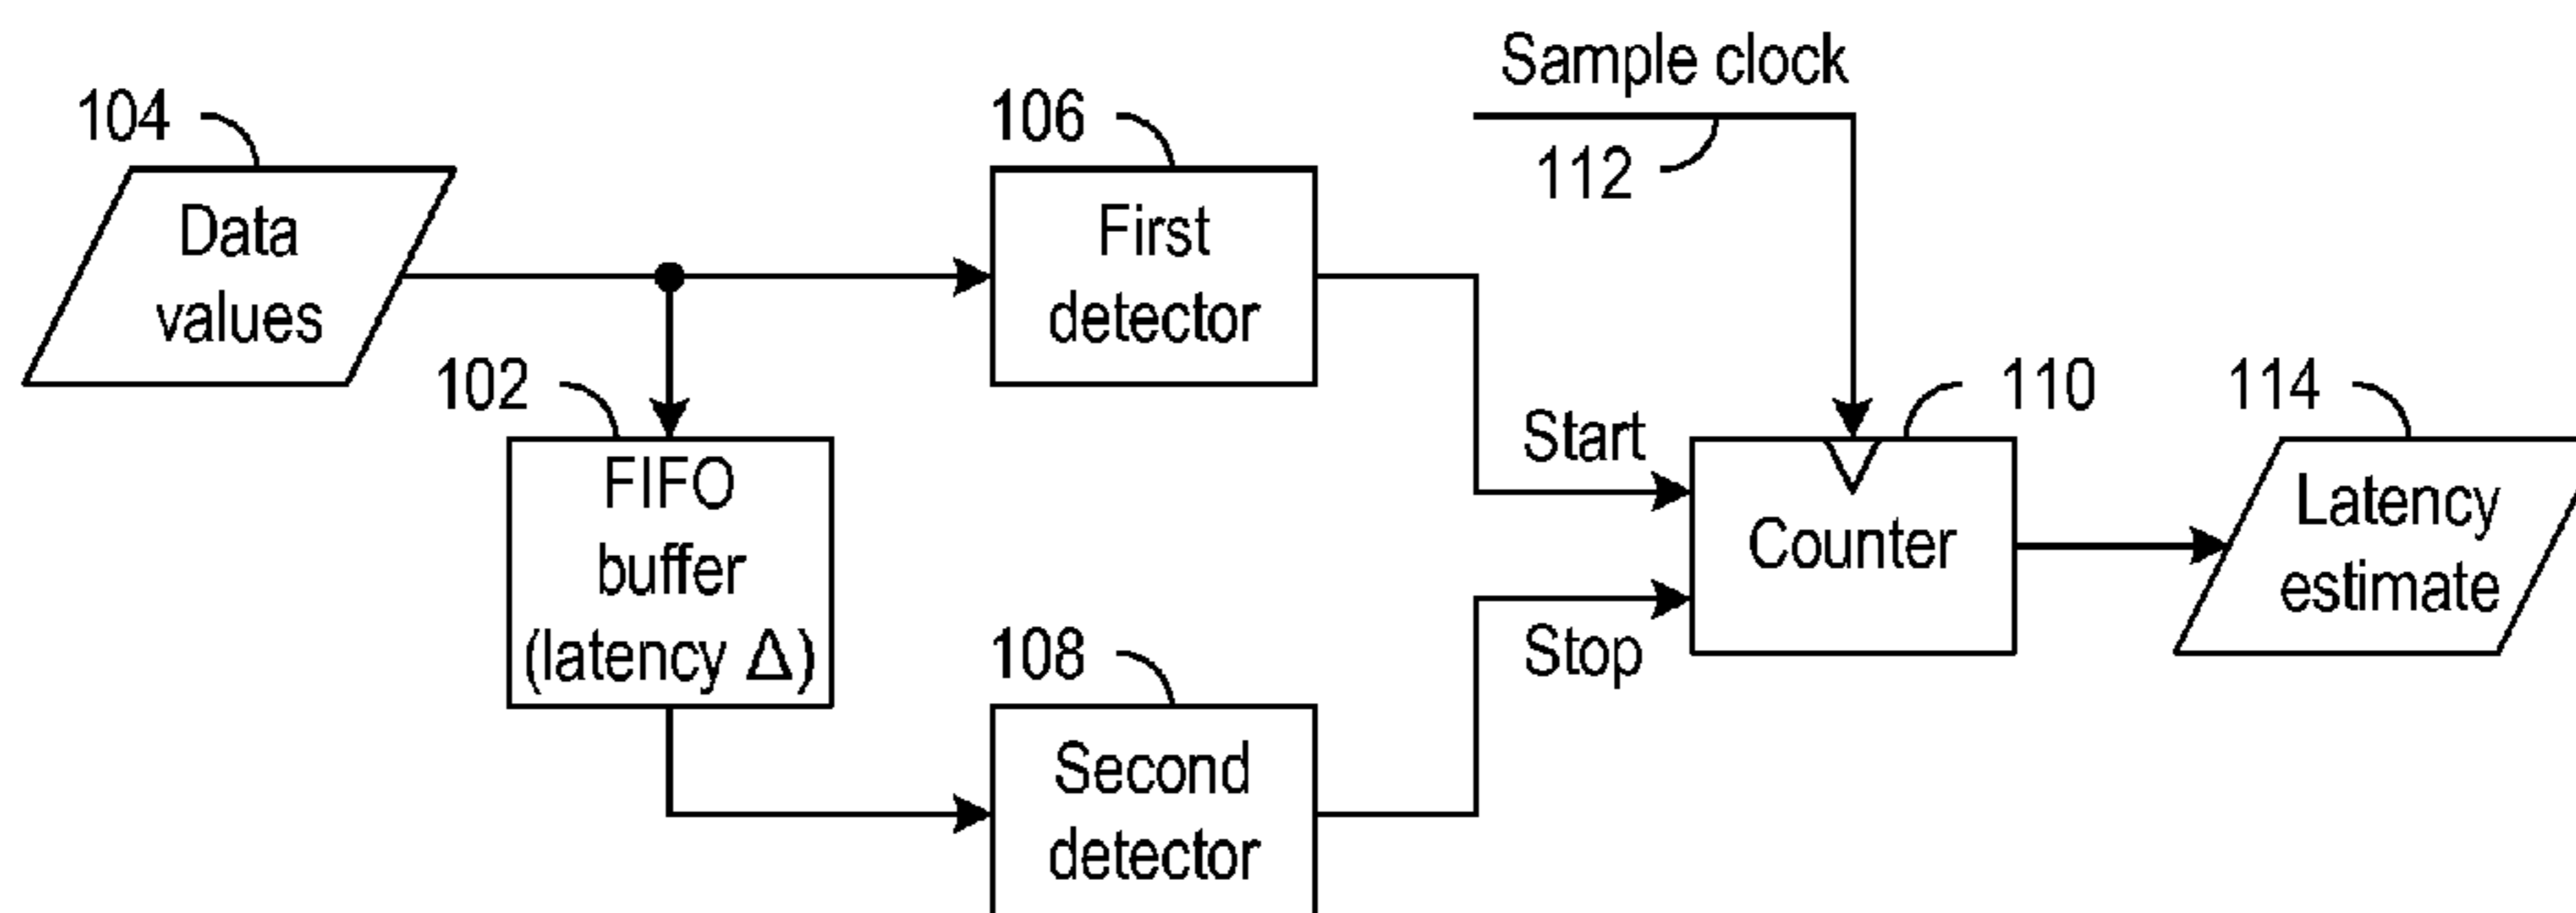 Sample clock
104
106
112
Data
values
First
detector
102
110
114
FIFO
buffer
(latency Δ)
Start
Counter
Latency
estimate
108
Stop
Second
detector